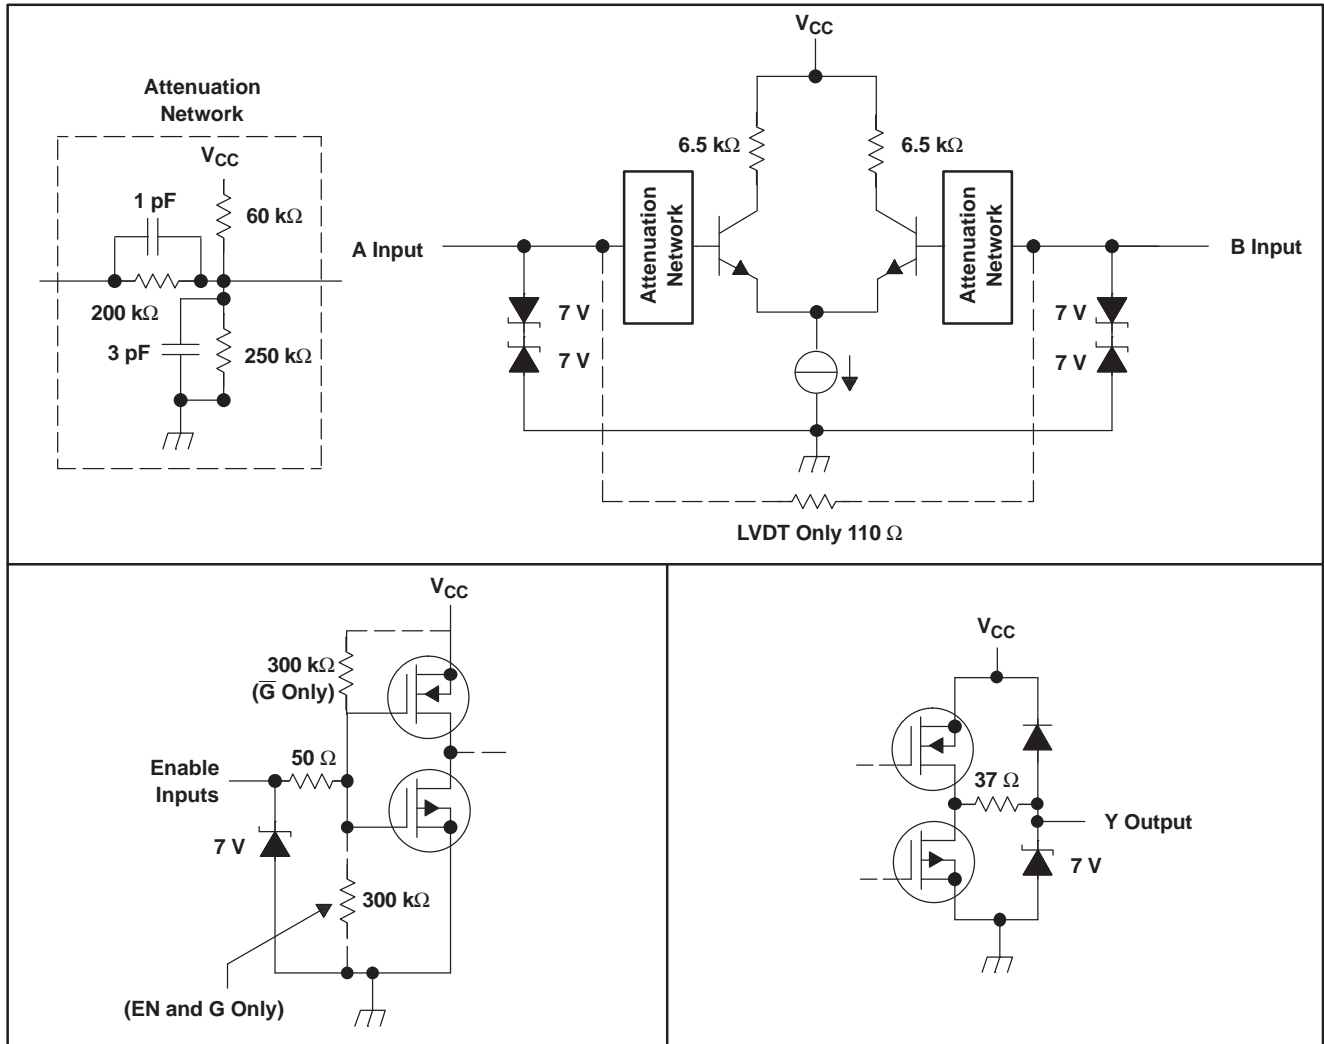 Attenuation
Network
VCC
1 pF
60 kΩ
200 kΩ
3 pF
250 kΩ
VCC
6.5 kΩ
6.5 kΩ
A Input
Attenuation
Network
Attenuation
Network
B Input
7 V
7 V
7 V
7 V
LVDT Only 110 Ω
VCC
300 kΩ
(G̅ Only)
50 Ω
Enable
Inputs
7 V
300 kΩ
(EN and G Only)
VCC
37 Ω
Y Output
7 V